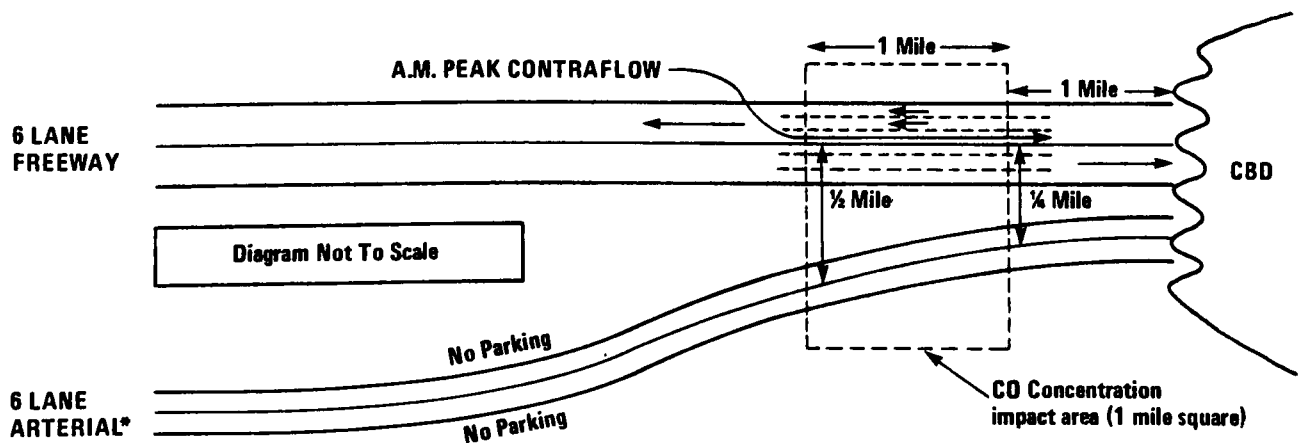 1 Mile
A.M. PEAK CONTRAFLOW
1 Mile
6 LANE
FREEWAY
CBD
½ Mile
¼ Mile
Diagram Not To Scale
No Parking
6 LANE
ARTERIAL*
No Parking
CO Concentration
impact area (1 mile square)